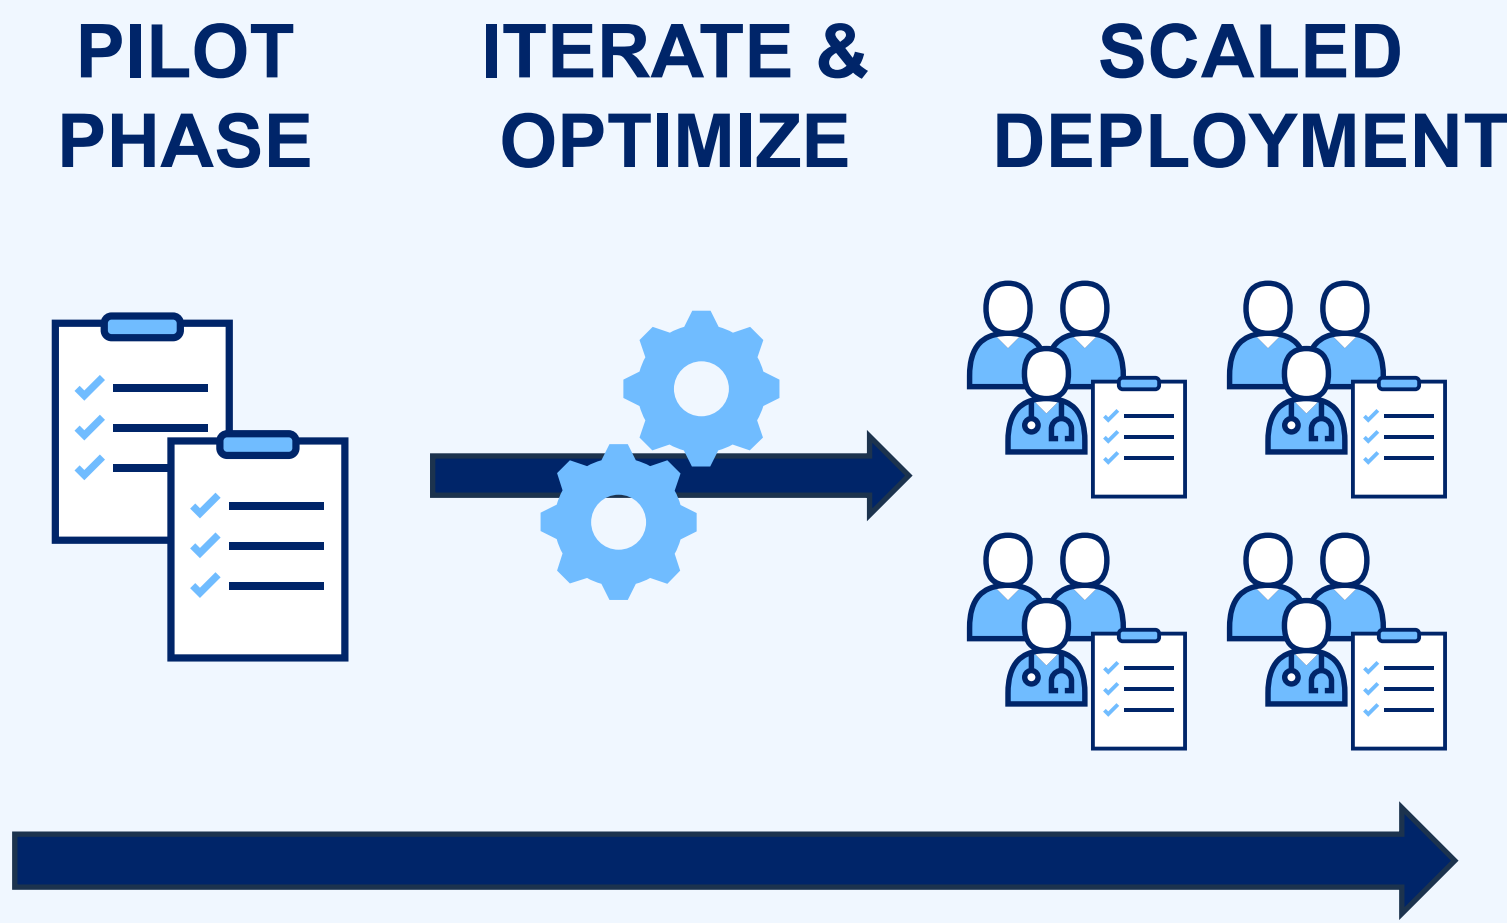 PILOT
PHASE
ITERATE &
OPTIMIZE
SCALED
DEPLOYMENT